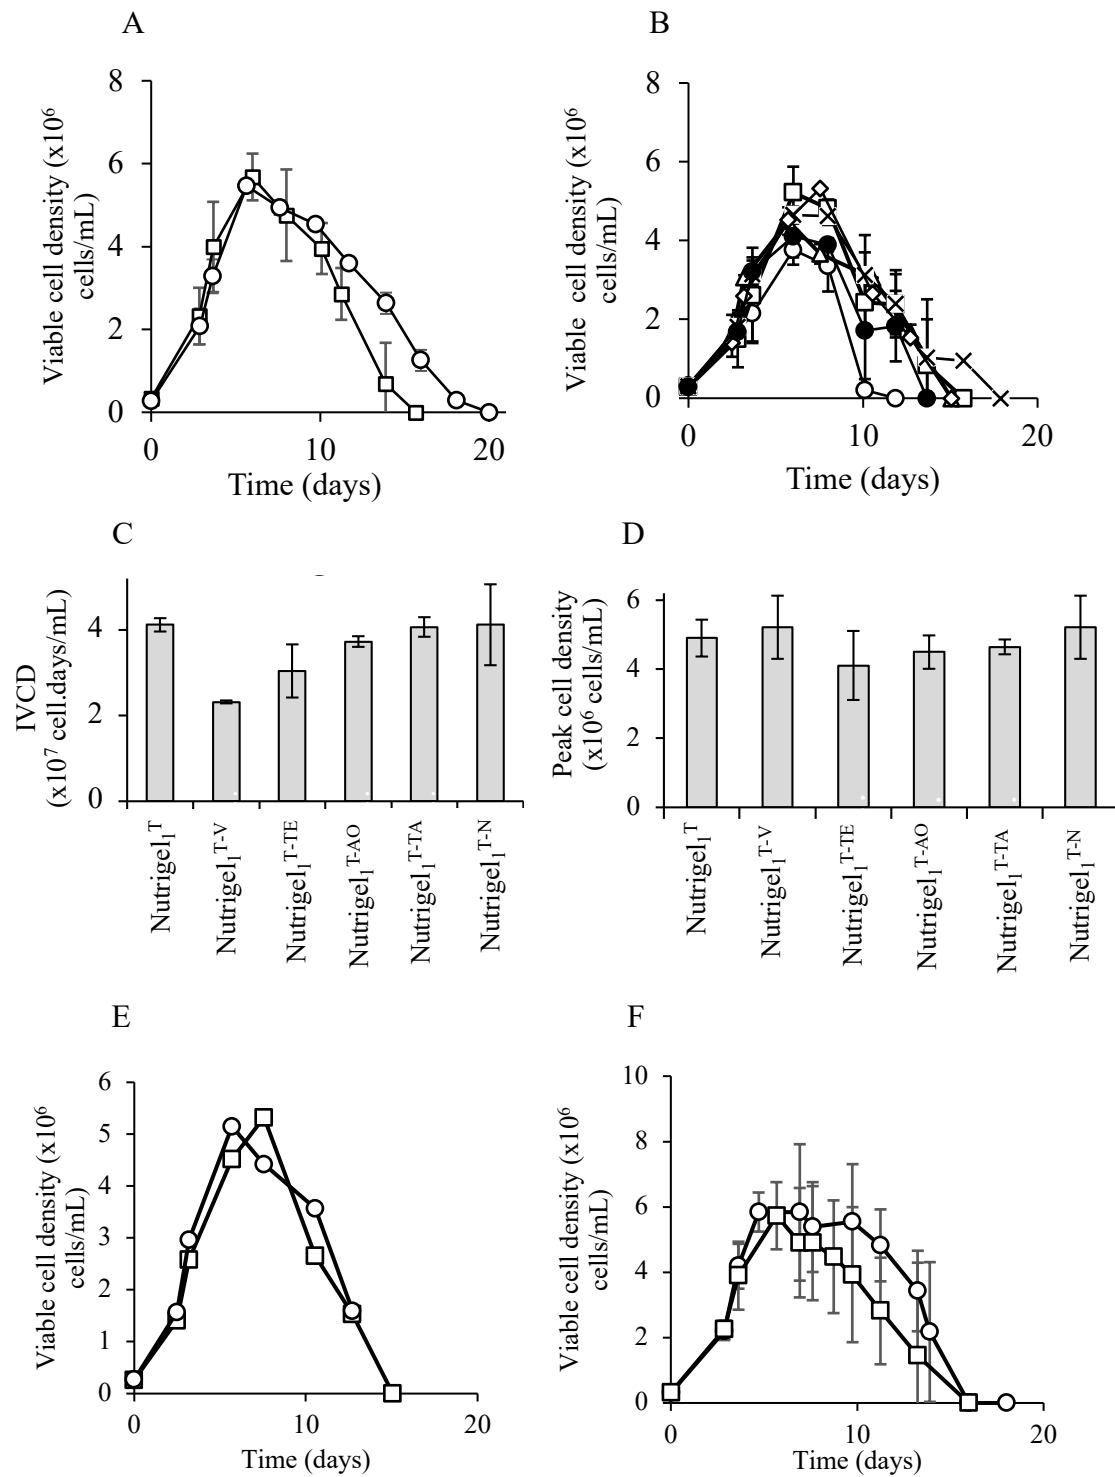 A
B
Viable cell density (x10⁶
cells/mL)
8
6
4
2
0
0
10
20
Time (days)
Viable cell density (x10⁶
cells/mL)
8
6
4
2
0
0
10
20
Time (days)
C
D
IVCD
(x10⁷ cell.days/mL)
4
2
0
Nutrigel₁ᵀ
Nutrigel₁ᵀ⁻ⱽ
Nutrigel₁ᵀ⁻ᵀᴱ
Nutrigel₁ᵀ⁻ᴬᴼ
Nutrigel₁ᵀ⁻ᵀᴬ
Nutrigel₁ᵀ⁻ᴺ
Peak cell density
(x10⁶ cells/mL)
6
4
2
0
Nutrigel₁ᵀ
Nutrigel₁ᵀ⁻ⱽ
Nutrigel₁ᵀ⁻ᵀᴱ
Nutrigel₁ᵀ⁻ᴬᴼ
Nutrigel₁ᵀ⁻ᵀᴬ
Nutrigel₁ᵀ⁻ᴺ
E
F
Viable cell density (x10⁶
cells/mL)
6
5
4
3
2
1
0
0
10
20
Time (days)
Viable cell density (x10⁶
cells/mL)
10
8
6
4
2
0
0
10
20
Time (days)